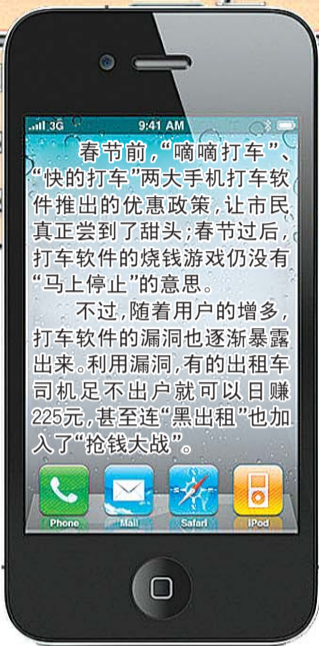 3G 9:41 AM
春节前,“嘀嘀打车”、
“快的打车”两大手机打车软
件推出的优惠政策,让市民
真正尝到了甜头;春节过后,
打车软件的烧钱游戏仍没有
“马上停止”的意思。
不过,随着用户的增多,
打车软件的漏洞也逐渐暴露
出来。利用漏洞,有的出租车
司机足不出户就可以日赚
225元,甚至连“黑出租”也加
入了“抢钱大战”。
Phone Mail Safari iPod